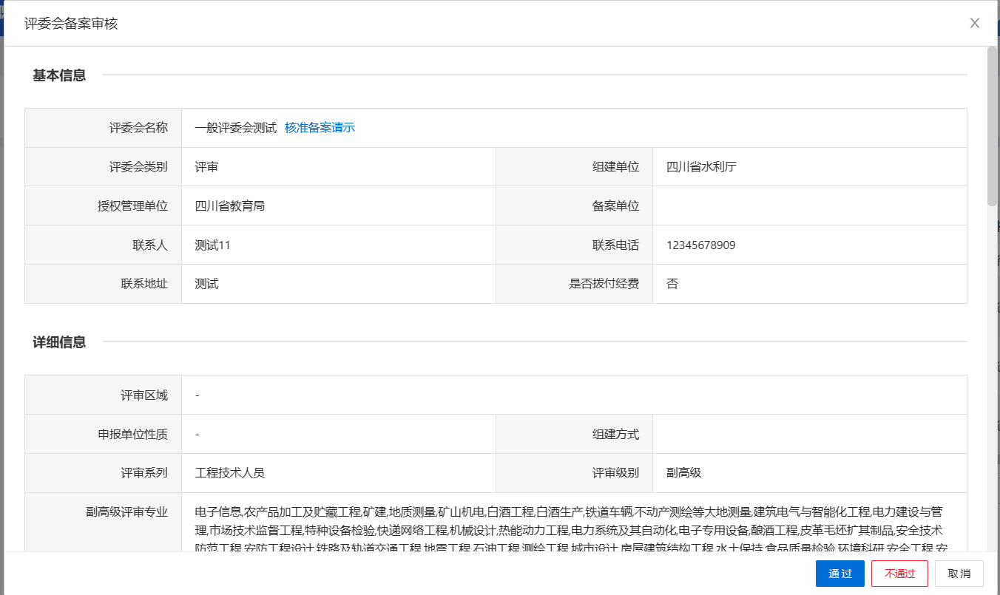 评委会备案审核
基本信息
评委会名称 一般评委会测试 核准备案请示
评委会类别 评审 组建单位 四川省水利厅
授权管理单位 四川省教育局 备案单位
联系人 测试11 联系电话 12345678909
联系地址 测试 是否拨付经费 否
详细信息
评审区域 -
申报单位性质 - 组建方式
评审系列 工程技术人员 评审级别 副高级
副高级评审专业 电子信息,农产品加工及贮藏工程,矿建,地质测量,矿山机电,白酒工程,白酒生产,铁道车辆,不动产测绘等大地测量,建筑电气与智能化工程,电力建设与管
理,市场技术监督工程,特种设备检验,快递网络工程,机械设计,热能动力工程,电力系统及其自动化,电子专用设备,酿酒工程,皮革毛坯扩其制品,安全技术
防范工程,安防工程设计,铁路及轨道交通工程,地震工程,石油工程,测绘工程,城市设计,房屋建筑结构工程,水土保持,食品质量检验,环境科研,安全工程,安
通过 不通过 取消